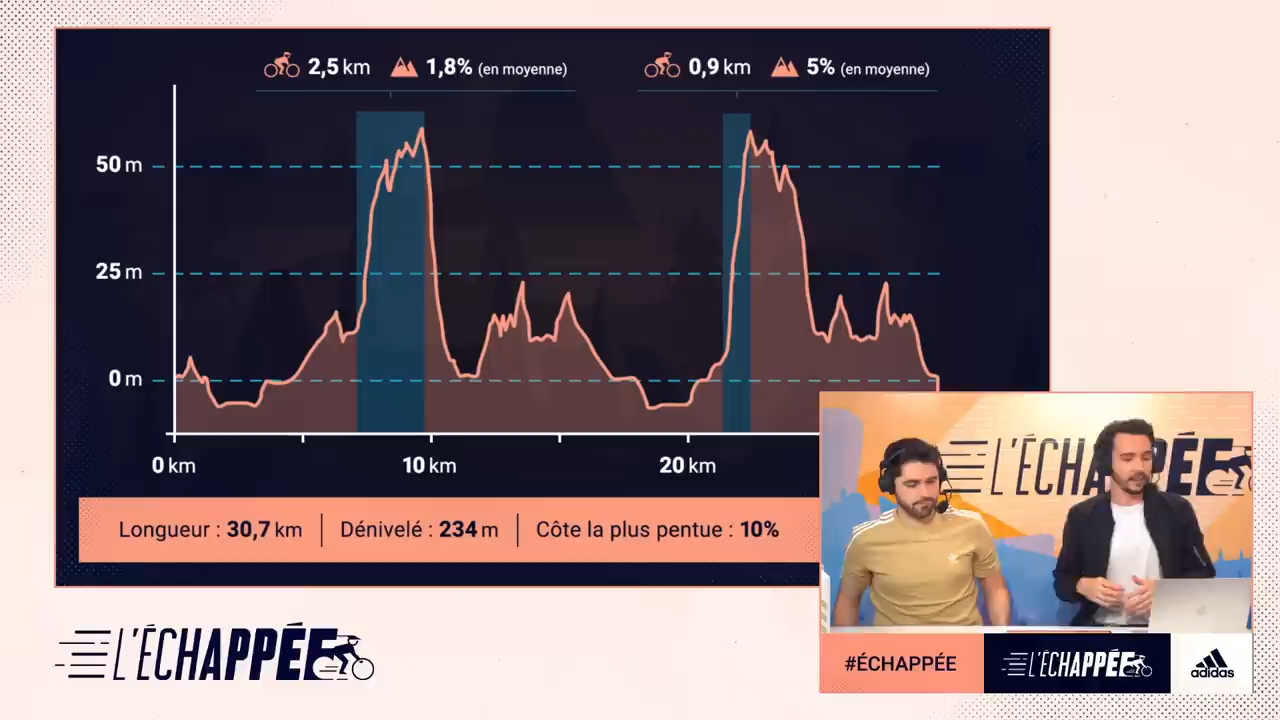 2,5 km 1,8% (en moyenne) 0,9 km 5% (en moyenne)
50 m
25 m
0 m
0 km 10 km 20 km
Longueur : 30,7 km Dénivelé : 234 m Côte la plus pentue : 10%
L'ÉCHAPPÉE
L'ÉCHAPPÉE
#ÉCHAPPÉE L'ÉCHAPPÉE adidas